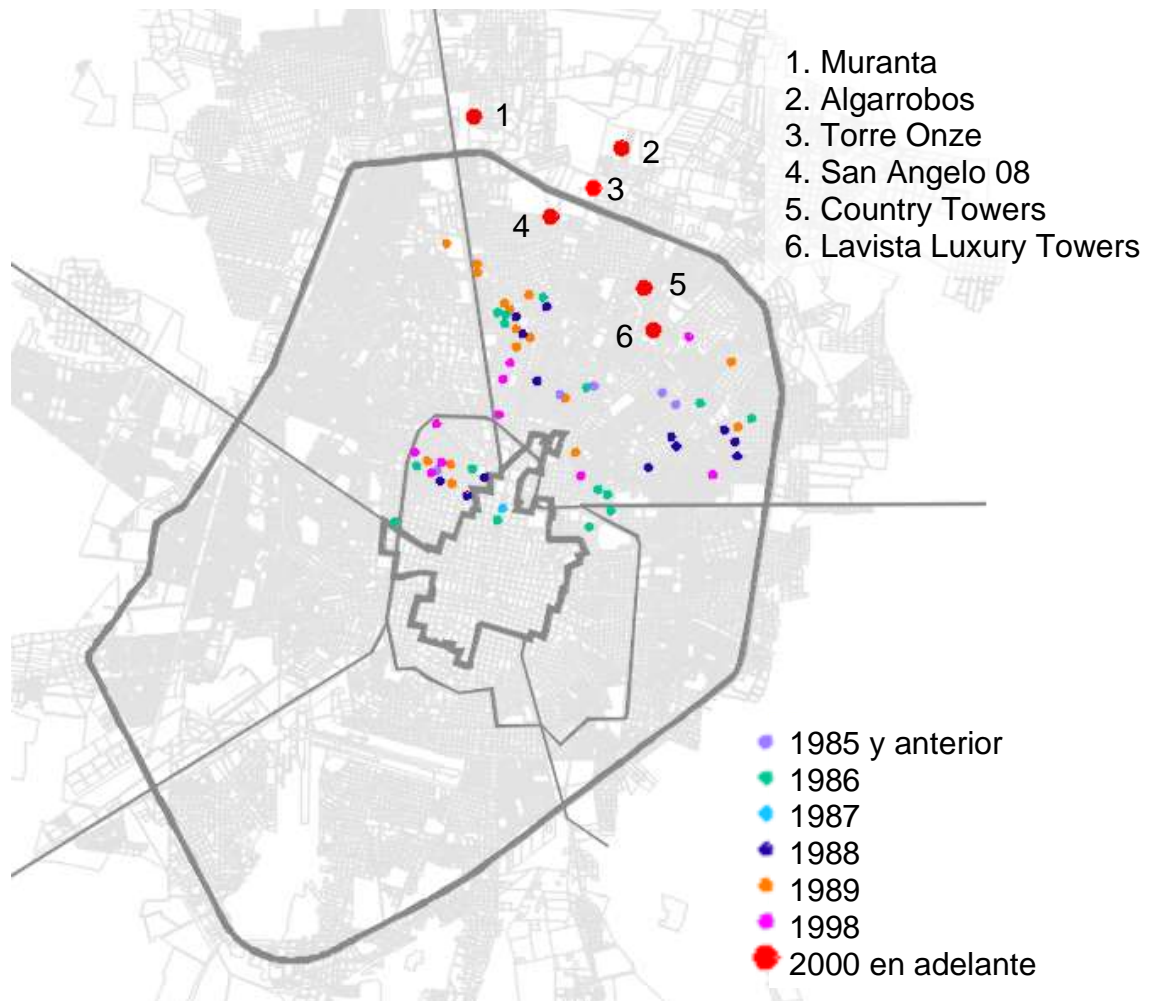 1. Muranta
2. Algarrobos
3. Torre Onze
4. San Angelo 08
5. Country Towers
6. Lavista Luxury Towers
1
2
3
4
5
6
1985 y anterior
1986
1987
1988
1989
1998
2000 en adelante